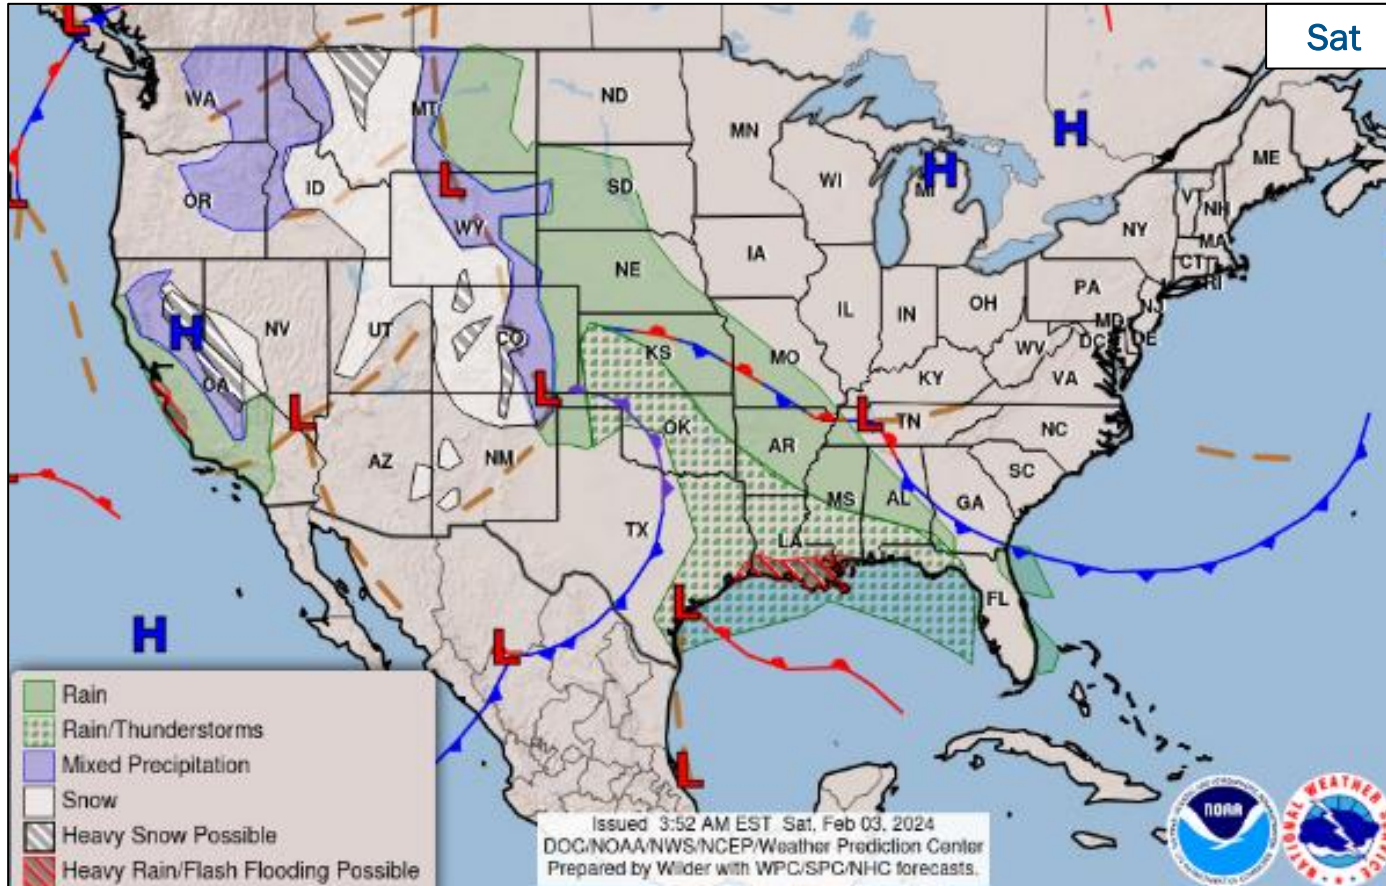 Sat
L
WA
MT
ND
MN
H
ME
H
WI
MI
L
ID
SD
VT
NH
OR
L
WY
NY
MA
IA
CT
RI
NE
PA
H
NV
UT
CO
IL
IN
OH
NJ
MD
DE
DC
KS
MO
WV
CA
KY
VA
L
L
L
TN
NC
OK
AR
AZ
NM
SC
MS
AL
GA
TX
LA
L
FL
H
L
L
Rain
Rain/Thunderstorms
Mixed Precipitation
Snow
Heavy Snow Possible
Heavy Rain/Flash Flooding Possible
Issued 3:52 AM EST Sat, Feb 03, 2024
DOC/NOAA/NWS/NCEP/Weather Prediction Center
Prepared by Wilder with WPC/SPC/NHC forecasts.
NOAA
NATIONAL WEATHER